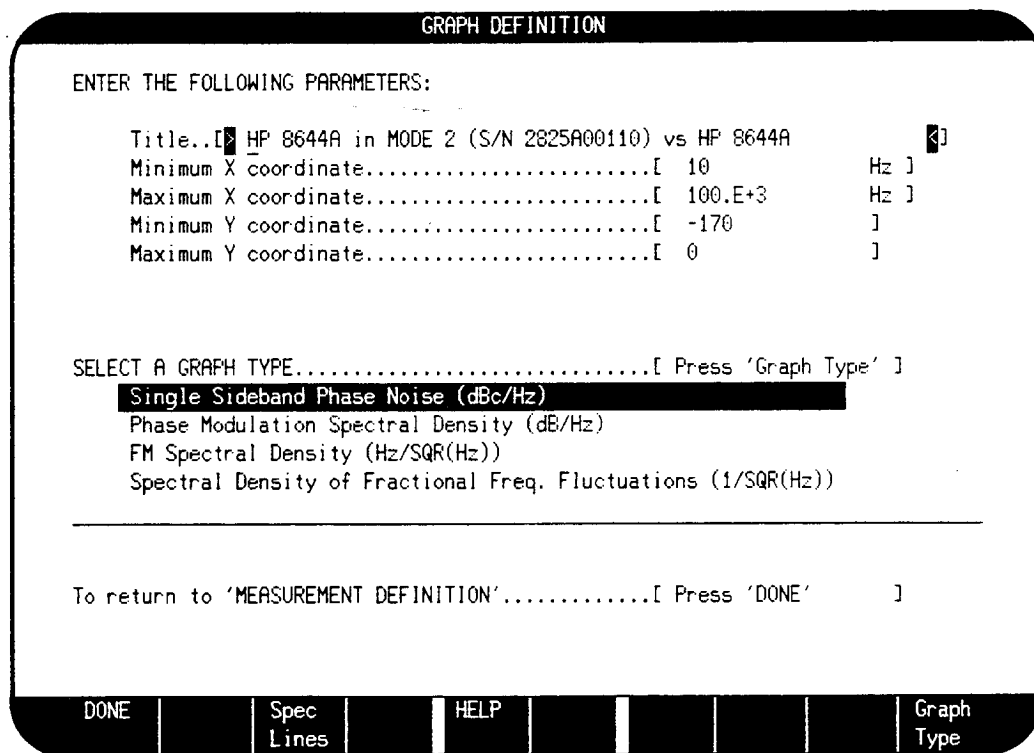 GRAPH DEFINITION
ENTER THE FOLLOWING PARAMETERS:
Title..[> HP 8644A in MODE 2 (S/N 2825A00110) vs HP 8644A <]
Minimum X coordinate........................[ 10 Hz ]
Maximum X coordinate........................[ 100.E+3 Hz ]
Minimum Y coordinate........................[ -170 ]
Maximum Y coordinate........................[ 0 ]
SELECT A GRAPH TYPE..............................[ Press 'Graph Type' ]
Single Sideband Phase Noise (dBc/Hz)
Phase Modulation Spectral Density (dB/Hz)
FM Spectral Density (Hz/SQR(Hz))
Spectral Density of Fractional Freq. Fluctuations (1/SQR(Hz))
To return to 'MEASUREMENT DEFINITION'.............[ Press 'DONE' ]
DONE Spec Lines HELP Graph Type